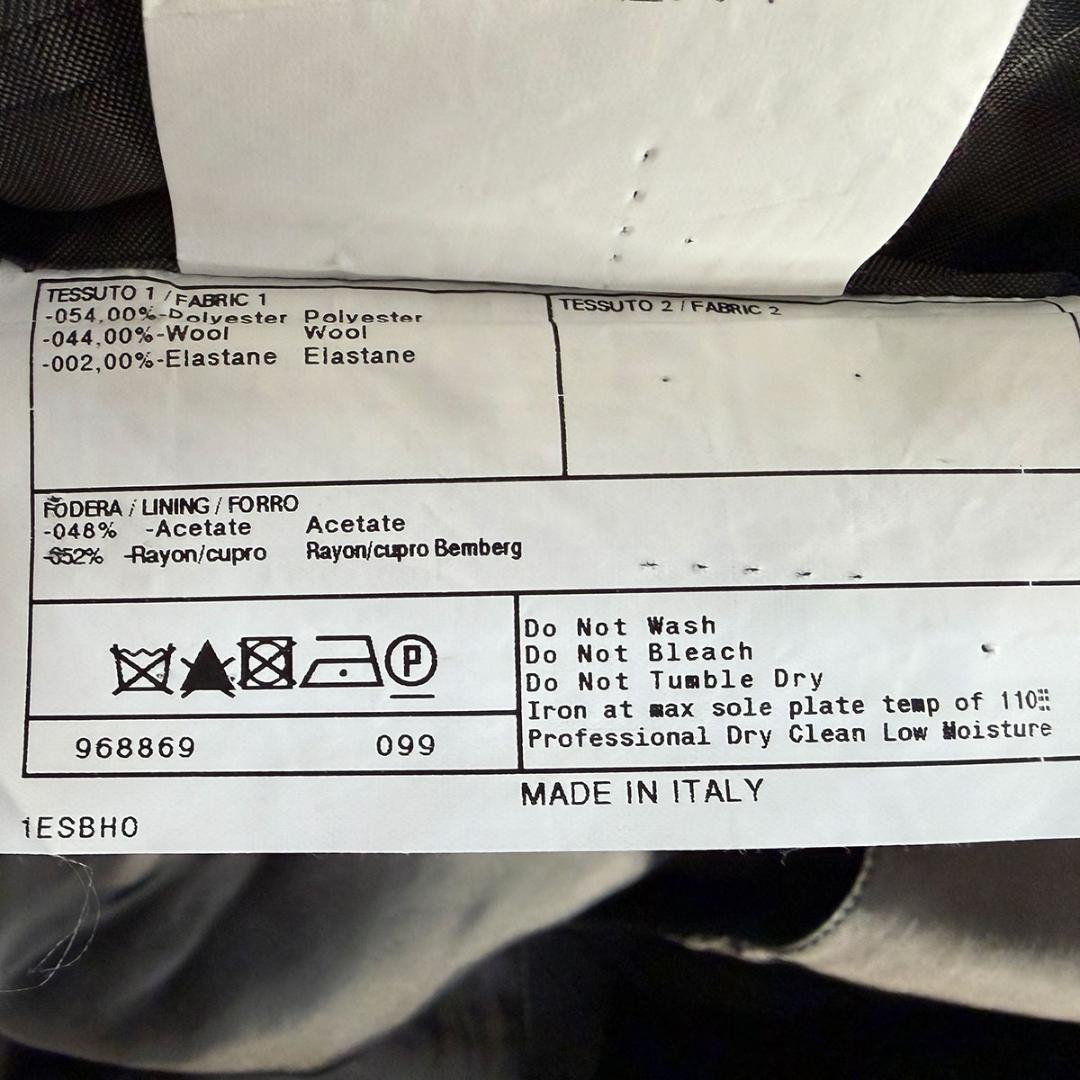 TESSUTO 1 / FABRIC 1
-054,00%-Polyester Polyester
-044,00%-Wool Wool
-002,00%-Elastane Elastane
TESSUTO 2 / FABRIC 2
FODERA / LINING / FORRO
-048% -Acetate Acetate
-052% -Rayon/cupro Rayon/cupro Bemberg
P
Do Not Wash
Do Not Bleach
Do Not Tumble Dry
Iron at max sole plate temp of 110
Professional Dry Clean Low Moisture
968869 099
MADE IN ITALY
1ESBH0